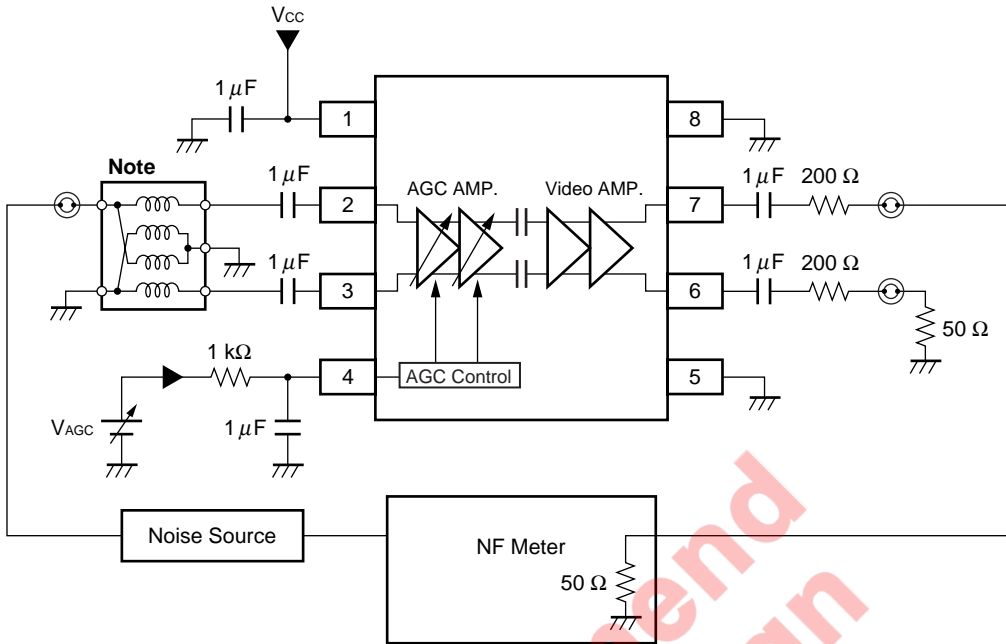 VCC
1 μF
1
8
Note
1 μF
2
AGC AMP.
Video AMP.
7
1 μF
200 Ω
1 μF
3
6
1 μF
200 Ω
50 Ω
1 kΩ
4
AGC Control
5
VAGC
1 μF
Noise Source
NF Meter
50 Ω